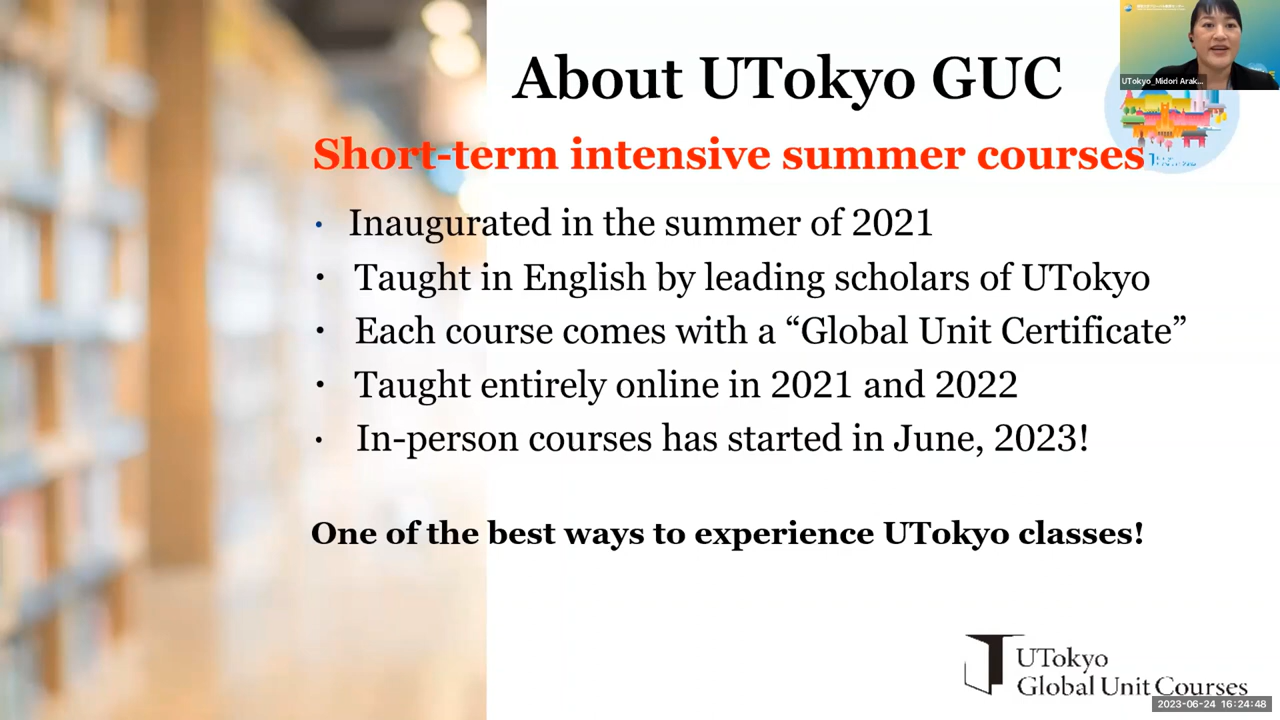 About UTokyo GUC
UTokyo_Midori Arak...
Short-term intensive summer courses
• Inaugurated in the summer of 2021
• Taught in English by leading scholars of UTokyo
• Each course comes with a “Global Unit Certificate”
• Taught entirely online in 2021 and 2022
• In-person courses has started in June, 2023!
One of the best ways to experience UTokyo classes!
UTokyo
Global Unit Courses
2023-06-24 16:24:48